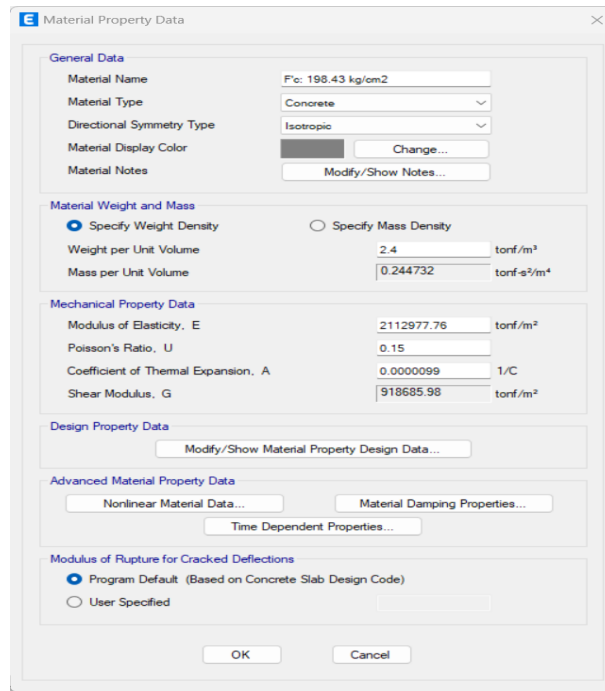 E Material Property Data
General Data
Material Name F'c: 198.43 kg/cm2
Material Type Concrete
Directional Symmetry Type Isotropic
Material Display Color Change...
Material Notes Modify/Show Notes...
Material Weight and Mass
Specify Weight Density Specify Mass Density
Weight per Unit Volume 2.4 tonf/m³
Mass per Unit Volume 0.244732 tonf-s²/m⁴
Mechanical Property Data
Modulus of Elasticity, E 2112977.76 tonf/m²
Poisson's Ratio, U 0.15
Coefficient of Thermal Expansion, A 0.0000099 1/C
Shear Modulus, G 918685.98 tonf/m²
Design Property Data
Modify/Show Material Property Design Data...
Advanced Material Property Data
Nonlinear Material Data... Material Damping Properties...
Time Dependent Properties...
Modulus of Rupture for Cracked Deflections
Program Default (Based on Concrete Slab Design Code)
User Specified
OK Cancel